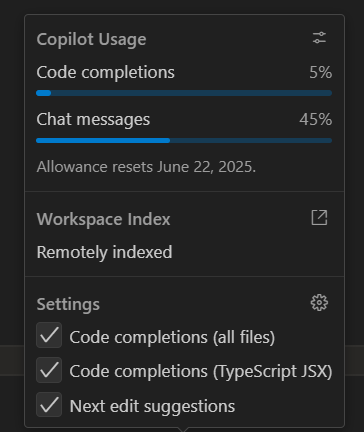 Copilot Usage
Code completions 5%
Chat messages 45%
Allowance resets June 22, 2025.
Workspace Index
Remotely indexed
Settings
Code completions (all files)
Code completions (TypeScript JSX)
Next edit suggestions